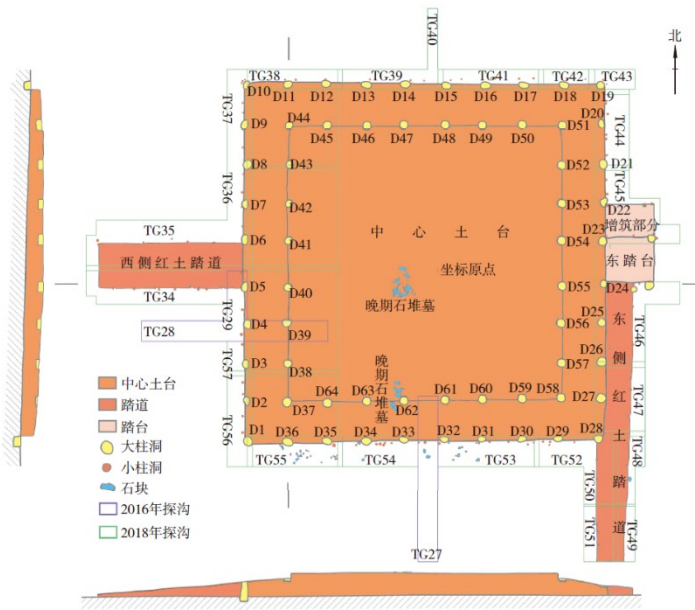 TG40
北
TG38 TG39 TG41 TG42 TG43
D10 D11 D12 D13 D14 D15 D16 D17 D18 D19
TG37 D9 D44 D45 D46 D47 D48 D49 D50 D51 D20 TG44
D8 D43 D52 D21
TG36 D7 D42 D53 TG45 D22
增筑部分
TG35 D6 D41 中心土台 D54 D23
西侧红土踏道 坐标原点 东踏台
TG34 D5 D40 晚期石堆墓 D55 D24
TG28 TG29 D4 D39 D56 D25 TG46
东侧红土踏道
TG57 D3 D38 晚期石堆墓 D57 D26
D2 D37 D64 D63 D62 D61 D60 D59 D58 D27 TG47
TG56 D1 D36 D35 D34 D33 D32 D31 D30 D29 D28 TG48
TG55 TG54 TG53 TG52 TG50
TG27 TG51 TG49
中心土台
踏道
踏台
大柱洞
小柱洞
石块
2016年探沟
2018年探沟